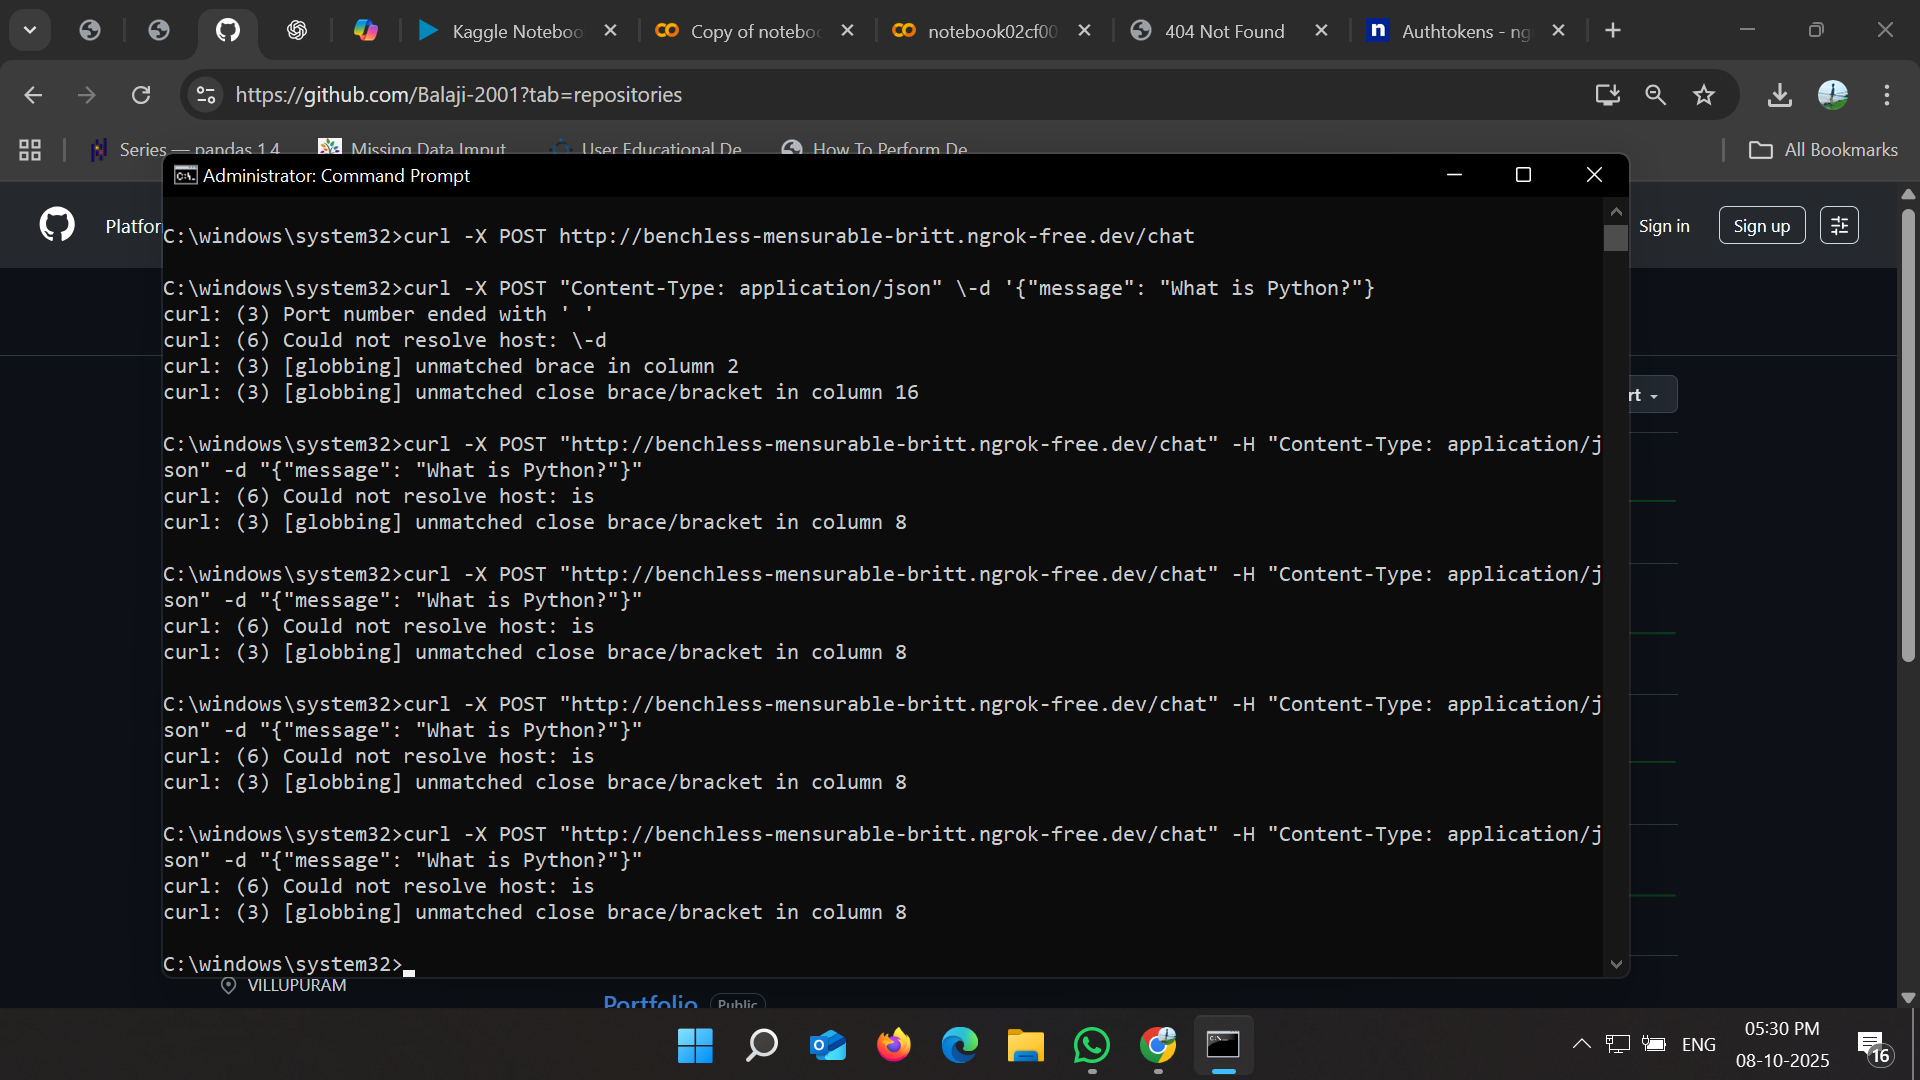 Kaggle Noteboo
Copy of notebo
notebook02cf00
404 Not Found
Authtokens - ng
https://github.com/Balaji-2001?tab=repositories
Series — pandas 1.4
Missing Data Imput
User Educational De
How To Perform De
All Bookmarks
Administrator: Command Prompt
Platfor
Sign in
Sign up
C:\windows\system32>curl -X POST http://benchless-mensurable-britt.ngrok-free.dev/chat
C:\windows\system32>curl -X POST "Content-Type: application/json" \-d '{"message": "What is Python?"}
curl: (3) Port number ended with ' '
curl: (6) Could not resolve host: \-d
curl: (3) [globbing] unmatched brace in column 2
curl: (3) [globbing] unmatched close brace/bracket in column 16
rt
C:\windows\system32>curl -X POST "http://benchless-mensurable-britt.ngrok-free.dev/chat" -H "Content-Type: application/j
son" -d "{"message": "What is Python?"}"
curl: (6) Could not resolve host: is
curl: (3) [globbing] unmatched close brace/bracket in column 8
C:\windows\system32>curl -X POST "http://benchless-mensurable-britt.ngrok-free.dev/chat" -H "Content-Type: application/j
son" -d "{"message": "What is Python?"}"
curl: (6) Could not resolve host: is
curl: (3) [globbing] unmatched close brace/bracket in column 8
C:\windows\system32>curl -X POST "http://benchless-mensurable-britt.ngrok-free.dev/chat" -H "Content-Type: application/j
son" -d "{"message": "What is Python?"}"
curl: (6) Could not resolve host: is
curl: (3) [globbing] unmatched close brace/bracket in column 8
C:\windows\system32>curl -X POST "http://benchless-mensurable-britt.ngrok-free.dev/chat" -H "Content-Type: application/j
son" -d "{"message": "What is Python?"}"
curl: (6) Could not resolve host: is
curl: (3) [globbing] unmatched close brace/bracket in column 8
C:\windows\system32>
VILLUPURAM
Portfolio Public
ENG
05:30 PM
08-10-2025
16